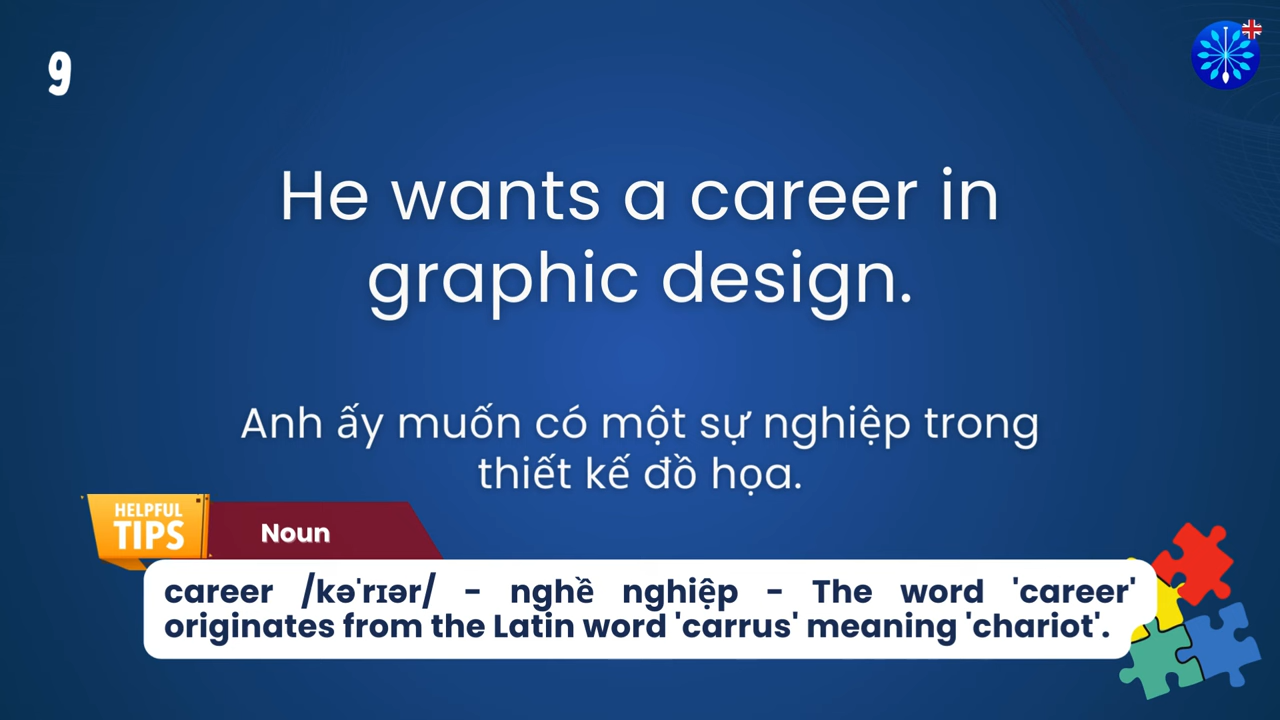 9
He wants a career in
graphic design.
Anh ấy muốn có một sự nghiệp trong
thiết kế đồ họa.
HELPFUL
TIPS
Noun
career /kəˈrɪər/ - nghề nghiệp - The word 'career'
originates from the Latin word 'carrus' meaning 'chariot'.